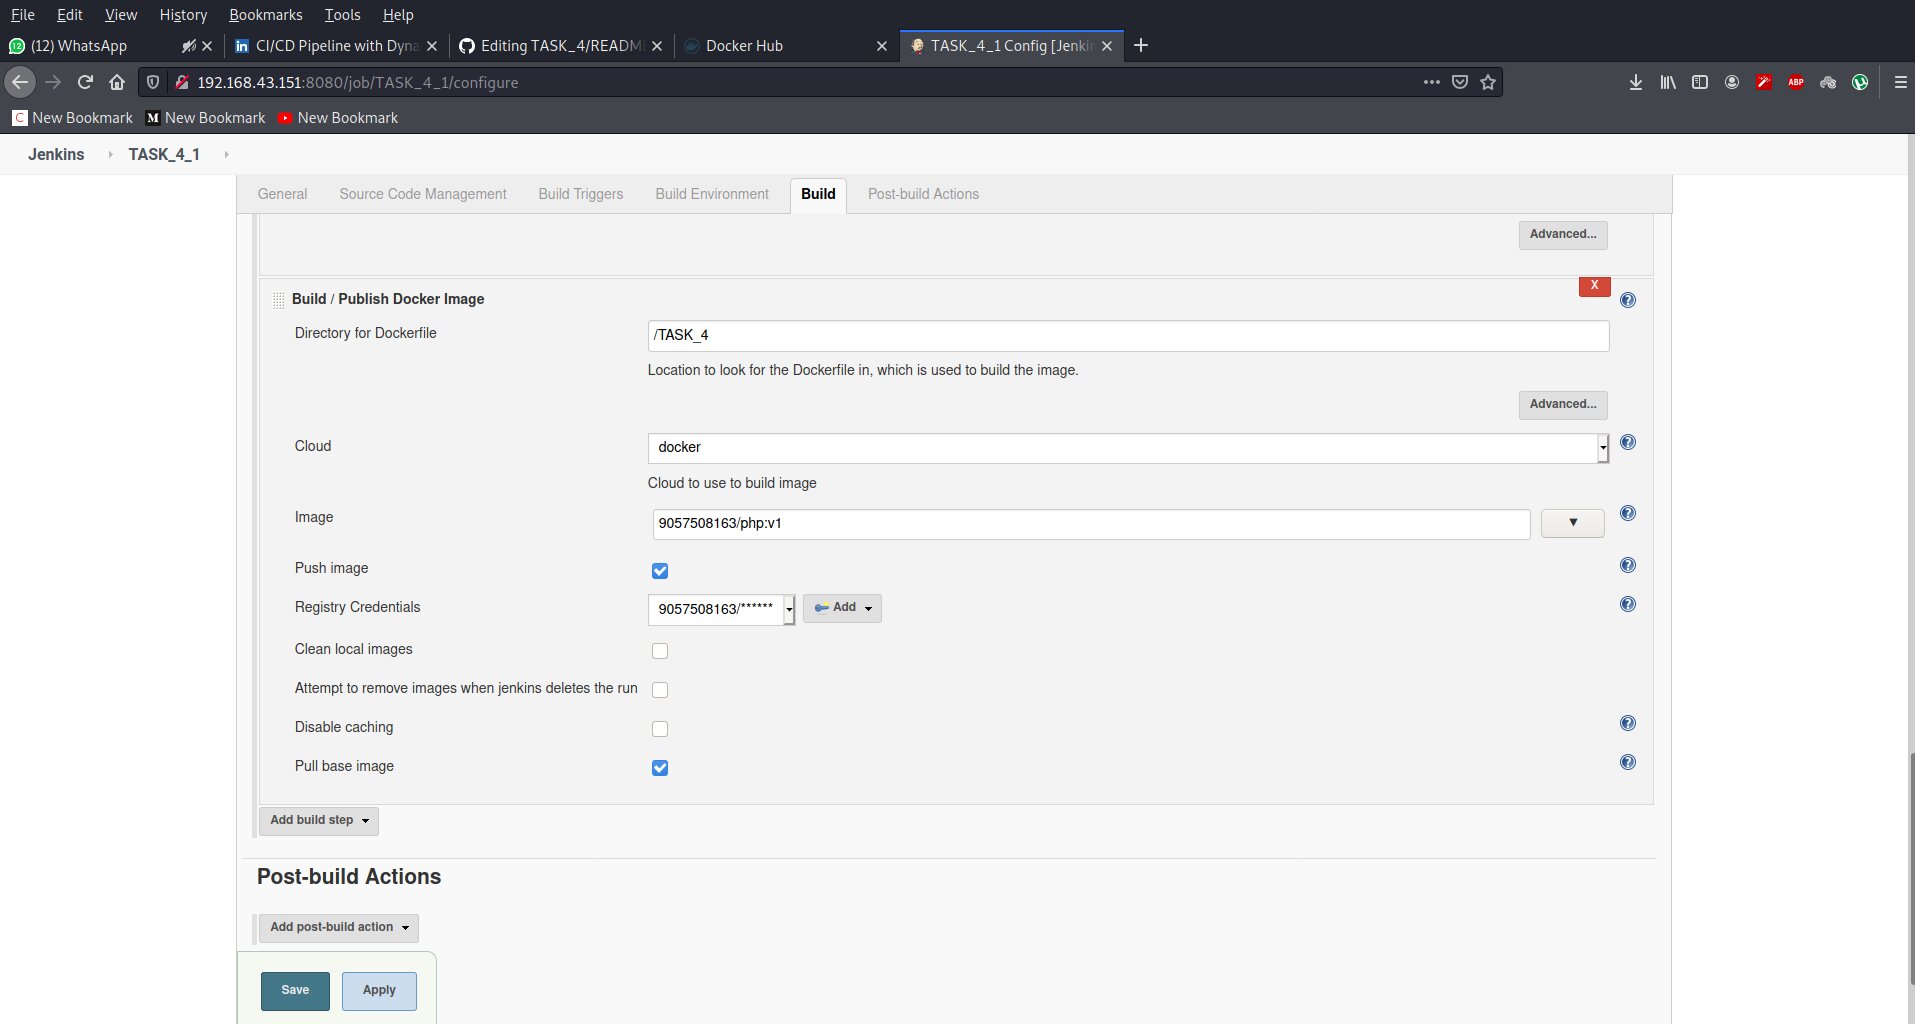 File Edit View History Bookmarks Tools Help
(12) WhatsApp CI/CD Pipeline with Dyna Editing TASK_4/READM Docker Hub TASK_4_1 Config [Jenki
192.168.43.151:8080/job/TASK_4_1/configure ABP
New Bookmark M New Bookmark New Bookmark
Jenkins TASK_4_1
General Source Code Management Build Triggers Build Environment Build Post-build Actions
Advanced...
Build / Publish Docker Image X
Directory for Dockerfile /TASK_4
Location to look for the Dockerfile in, which is used to build the image.
Advanced...
Cloud docker
Cloud to use to build image
Image 9057508163/php:v1
Push image
Registry Credentials 9057508163/****** Add
Clean local images
Attempt to remove images when jenkins deletes the run
Disable caching
Pull base image
Add build step
Post-build Actions
Add post-build action
Save Apply